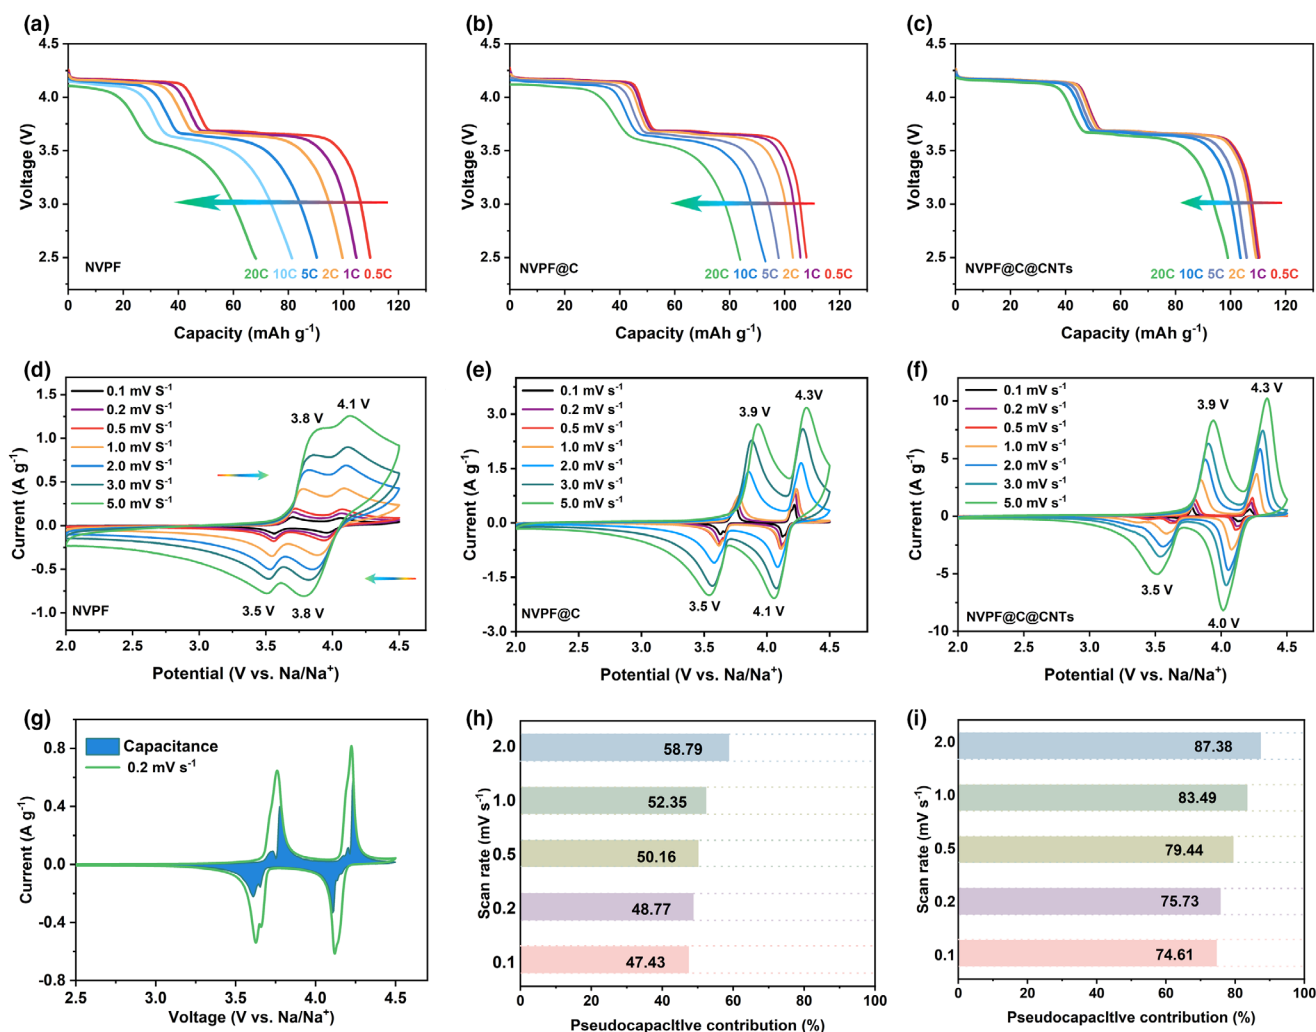 (a)
4.5
4.0
3.5
3.0
2.5
Voltage (V)
NVPF
20C 10C 5C 2C 1C 0.5C
0 20 40 60 80 100 120
Capacity (mAh g-1)
(b)
4.5
4.0
3.5
3.0
2.5
Voltage (V)
NVPF@C
20C 10C 5C 2C 1C 0.5C
0 20 40 60 80 100 120
Capacity (mAh g-1)
(c)
4.5
4.0
3.5
3.0
2.5
Voltage (V)
NVPF@C@CNTs
20C 10C 5C 2C 1C 0.5C
0 20 40 60 80 100 120
Capacity (mAh g-1)
(d)
1.5
1.0
0.5
0.0
-0.5
-1.0
Current (A g-1)
0.1 mV S-1
0.2 mV S-1
0.5 mV S-1
1.0 mV S-1
2.0 mV S-1
3.0 mV S-1
5.0 mV S-1
3.8 V
4.1 V
3.5 V
3.8 V
NVPF
2.0 2.5 3.0 3.5 4.0 4.5
Potential (V vs. Na/Na+)
(e)
3.0
1.5
0.0
-1.5
-3.0
Current (A g-1)
0.1 mV s-1
0.2 mV s-1
0.5 mV s-1
1.0 mV s-1
2.0 mV s-1
3.0 mV s-1
5.0 mV s-1
3.9 V
4.3V
3.5 V
4.1 V
NVPF@C
2.0 2.5 3.0 3.5 4.0 4.5
Potential (V vs. Na/Na+)
(f)
10
5
0
-5
-10
Current (A g-1)
0.1 mV s-1
0.2 mV s-1
0.5 mV s-1
1.0 mV s-1
2.0 mV s-1
3.0 mV s-1
5.0 mV s-1
3.9 V
4.3 V
3.5 V
4.0 V
NVPF@C@CNTs
2.0 2.5 3.0 3.5 4.0 4.5
Potential (V vs. Na/Na+)
(g)
0.8
0.4
0.0
-0.4
-0.8
Current (A g-1)
Capacitance
0.2 mV s-1
2.5 3.0 3.5 4.0 4.5
Voltage (V vs. Na/Na+)
(h)
Scan rate (mV s-1)
2.0 58.79
1.0 52.35
0.5 50.16
0.2 48.77
0.1 47.43
0 20 40 60 80 100
Pseudocapacltlve contribution (%)
(i)
Scan rate (mV s-1)
2.0 87.38
1.0 83.49
0.5 79.44
0.2 75.73
0.1 74.61
0 20 40 60 80 100
Pseudocapacitive contribution (%)